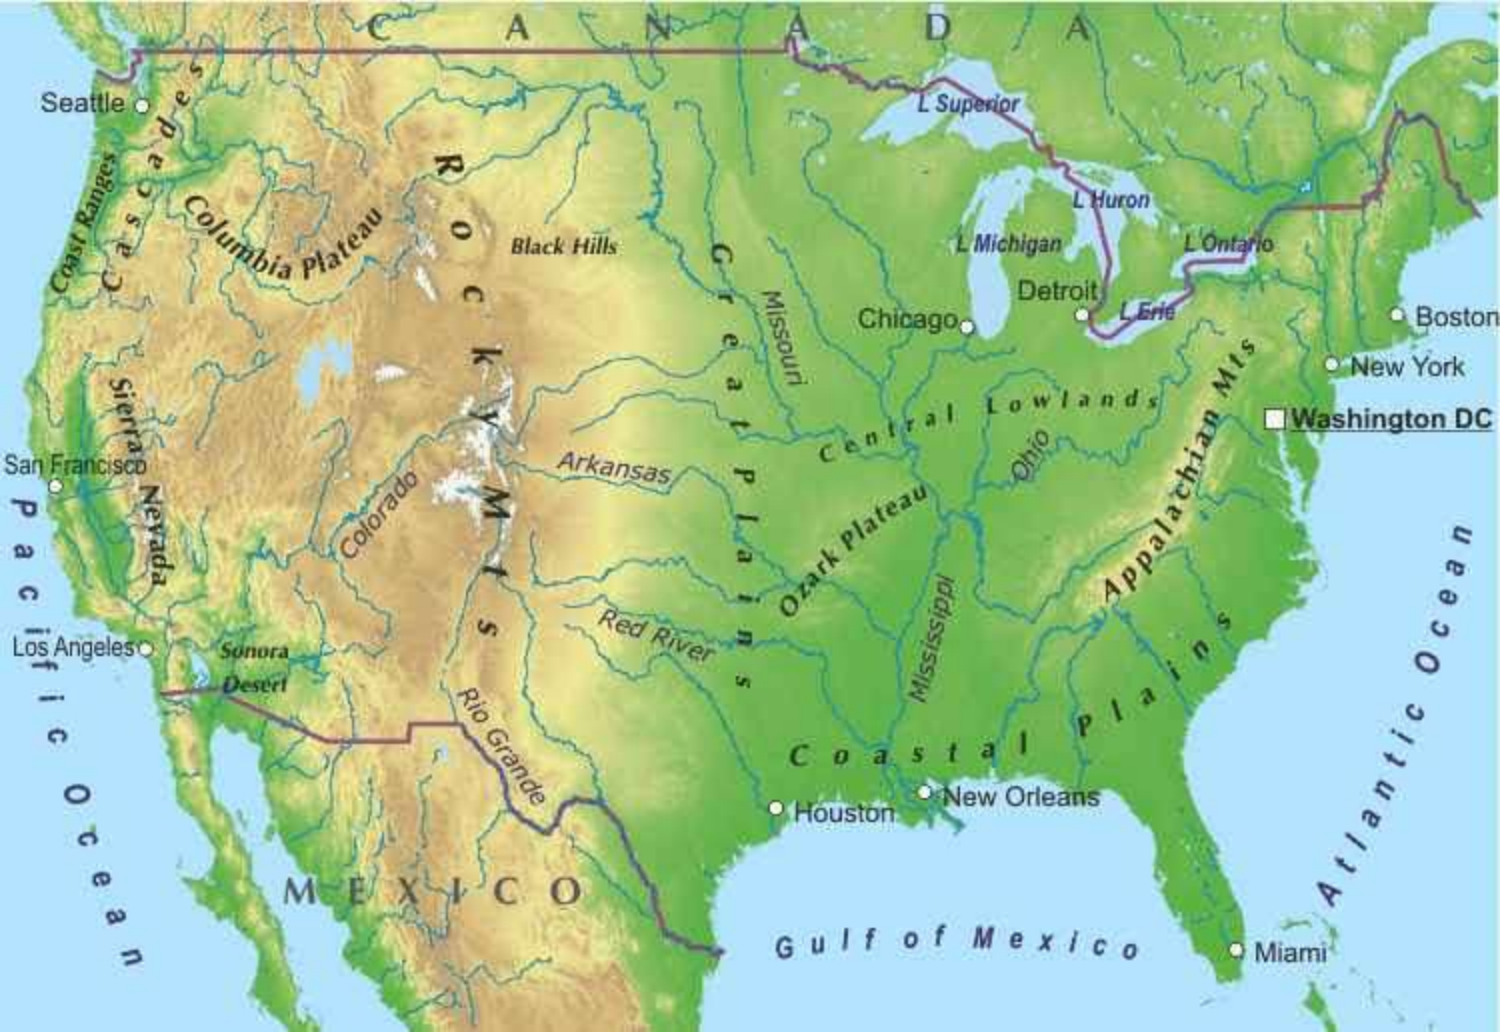 CANADA
Seattle
L Superior
Cascades
Coast Ranges
Rocky Mts
L Huron
Columbia Plateau
Black Hills
L Michigan
L Ontario
Great Plains
Missouri
Detroit
L Erie
Chicago
Boston
New York
Appalachian Mts
Sierra Nevada
Central Lowlands
Washington DC
San Francisco
Arkansas
Ohio
Colorado
Ozark Plateau
Pacific Ocean
Atlantic Ocean
Mississippi
Red River
Los Angeles
Sonora
Desert
Rio Grande
Coastal Plains
New Orleans
Houston
MEXICO
Gulf of Mexico
Miami